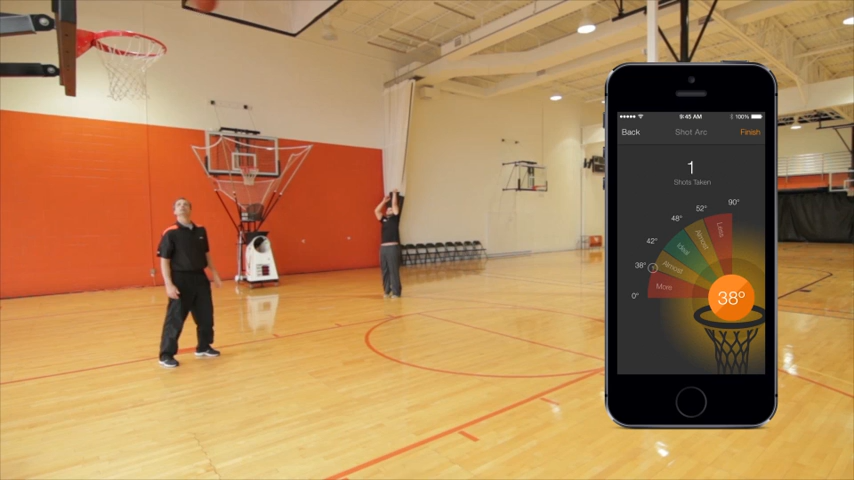 9:45 AM
100%
Back
Shot Arc
Finish
1
Shots Taken
90°
52°
48°
42°
38°
0°
Less
Almost
Ideal
Almost
More
38°